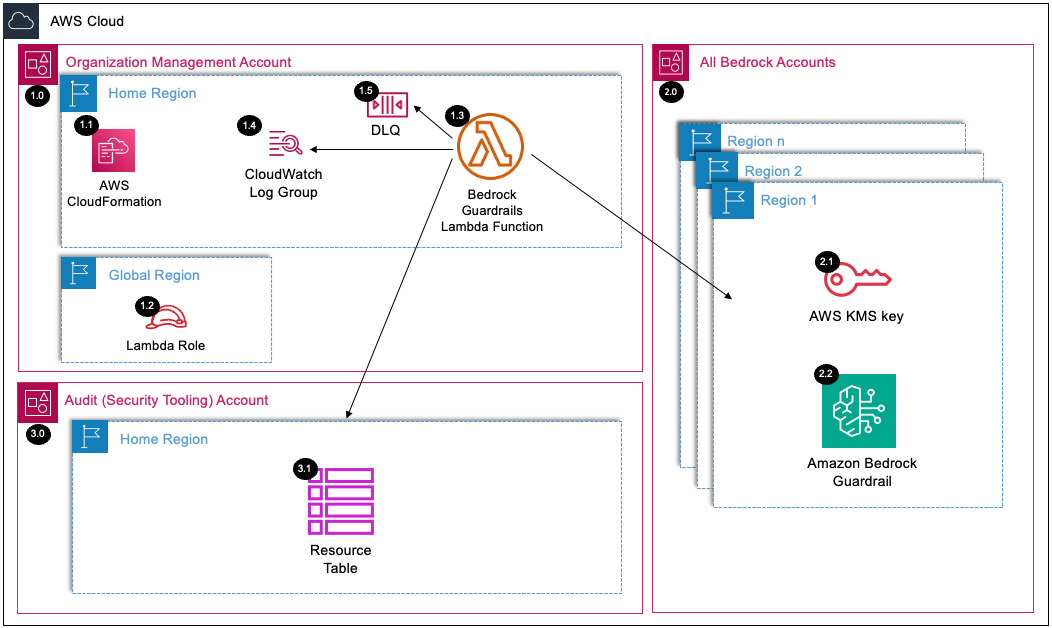 AWS Cloud
Organization Management Account
1.0
Home Region
1.1
AWS
CloudFormation
1.4
CloudWatch
Log Group
1.5
DLQ
1.3
Bedrock
Guardrails
Lambda Function
Global Region
1.2
Lambda Role
All Bedrock Accounts
2.0
Region n
Region 2
Region 1
2.1
AWS KMS key
2.2
Amazon Bedrock
Guardrail
Audit (Security Tooling) Account
3.0
Home Region
3.1
Resource
Table